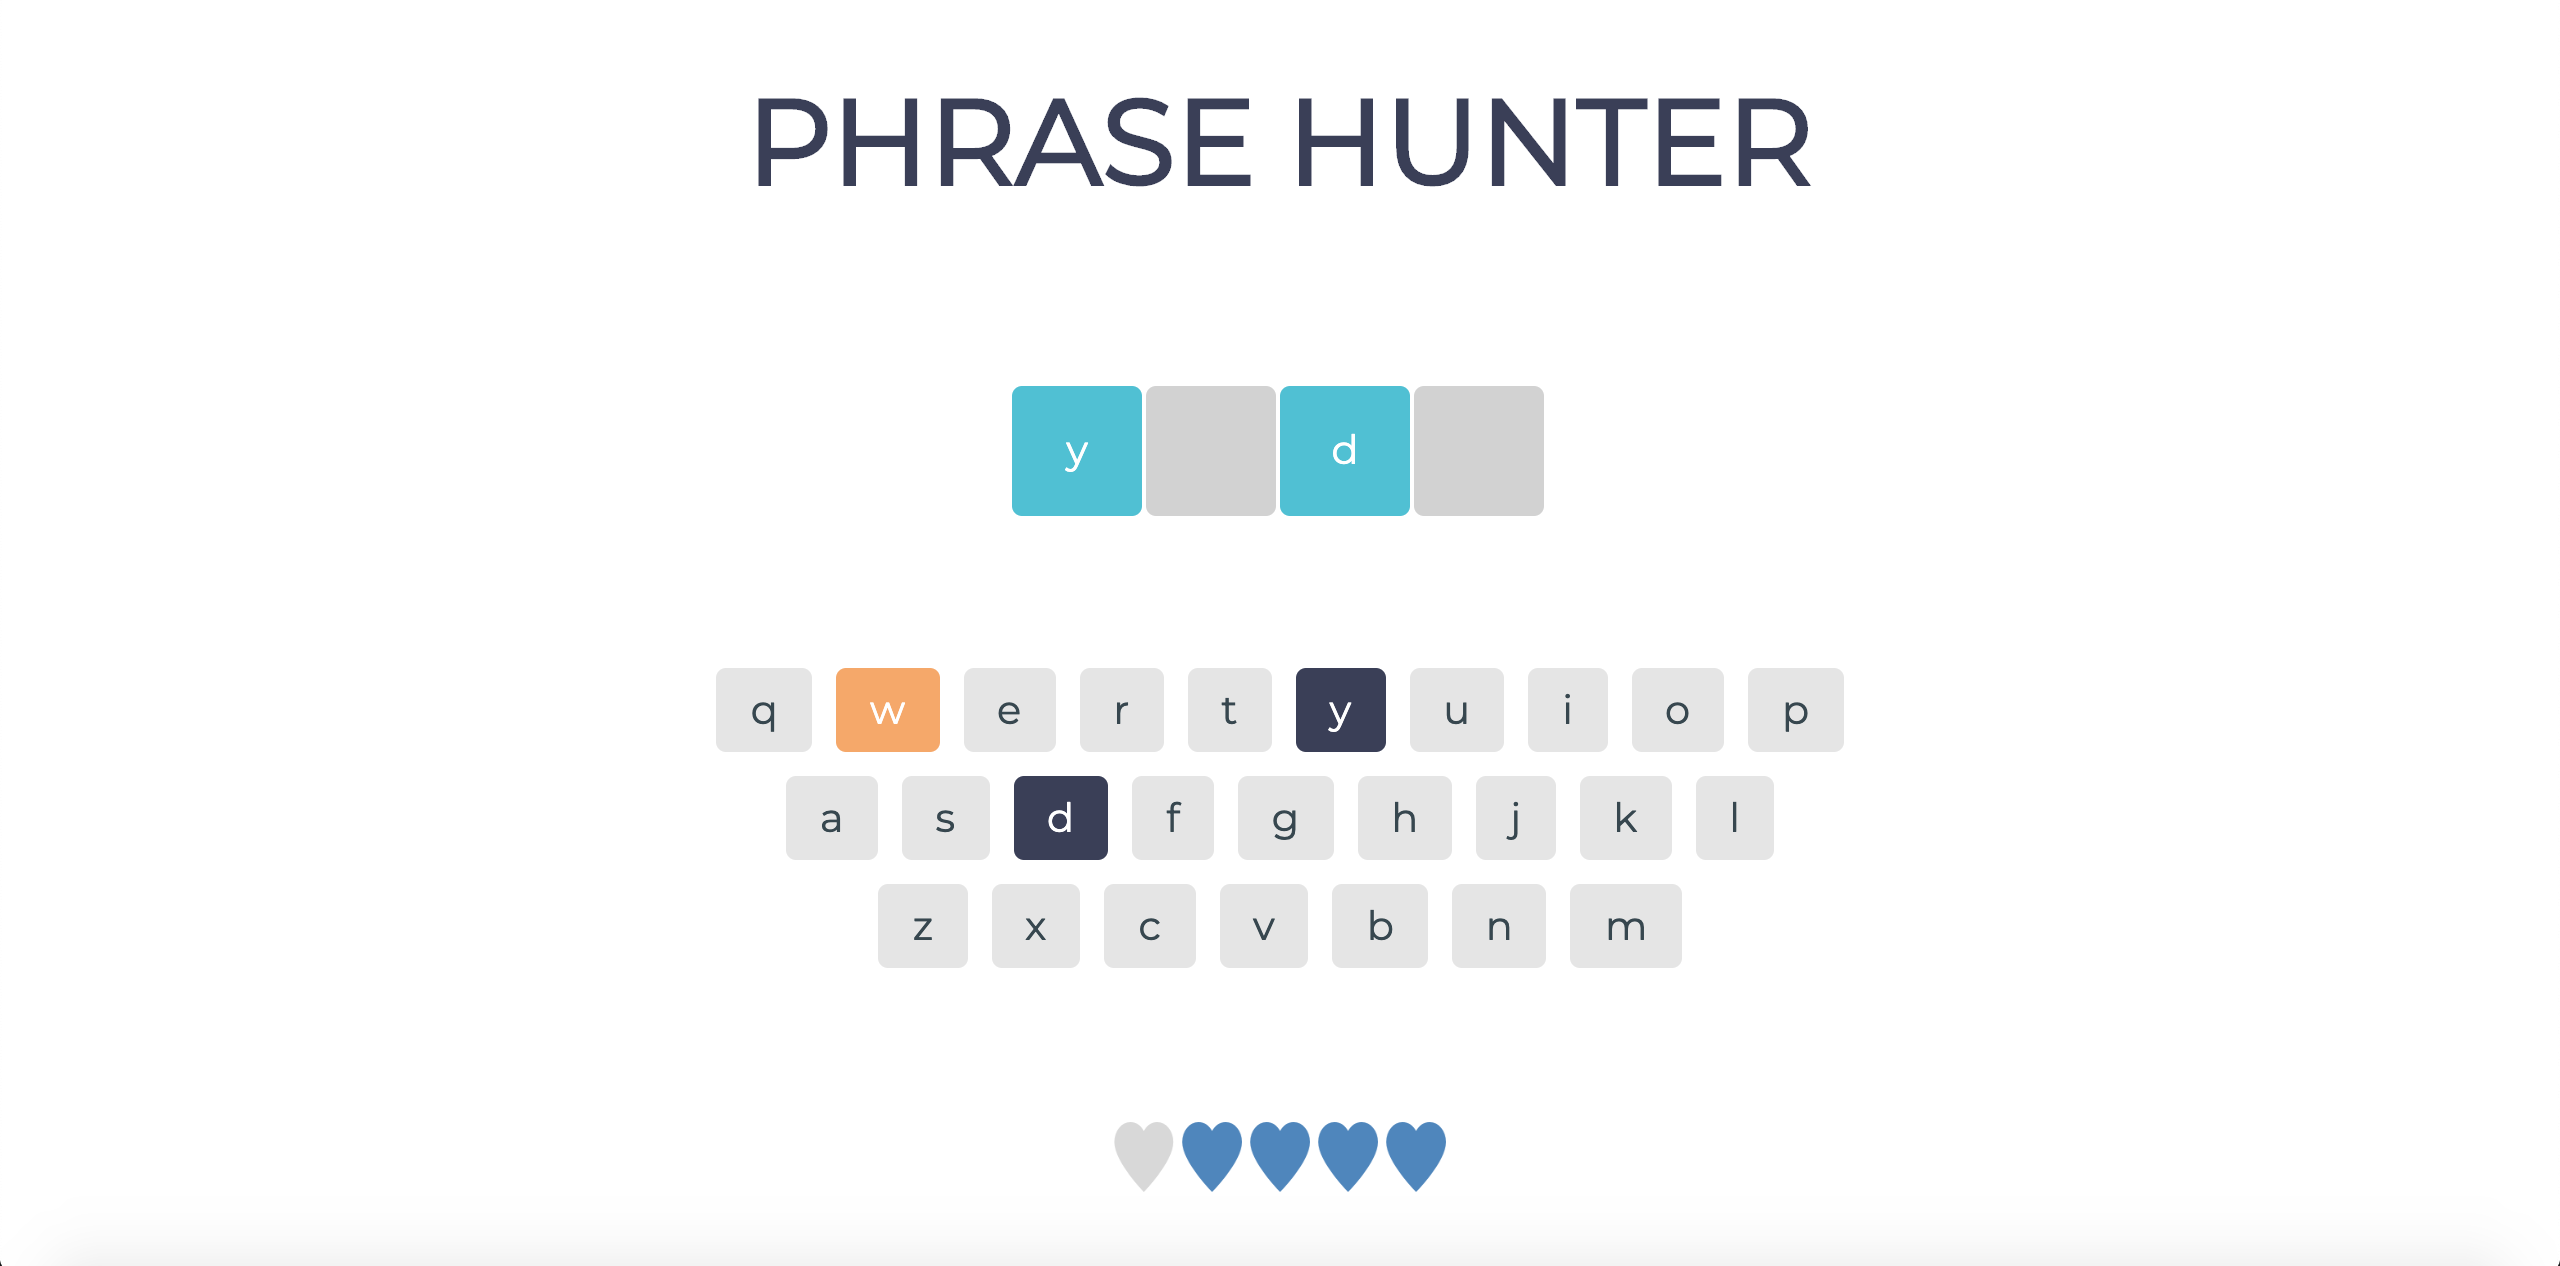 PHRASE HUNTER
y d
q w e r t y u i o p
a s d f g h j k l
z x c v b n m